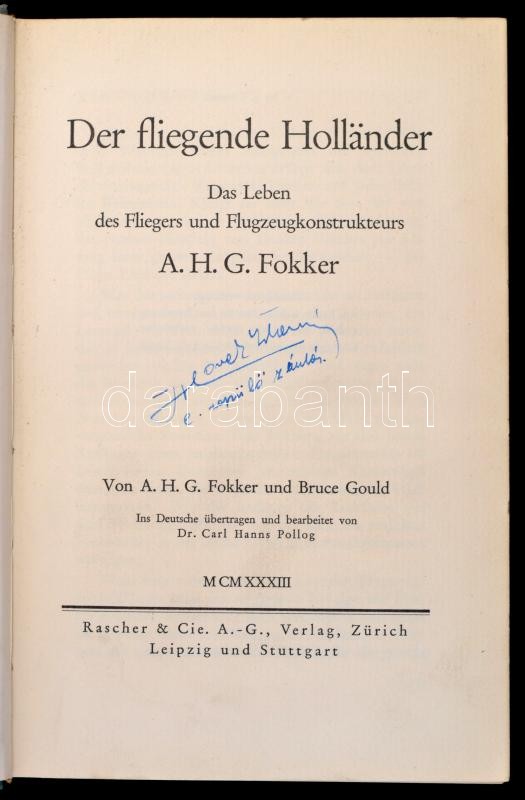 Der fliegende Holländer
Das Leben
des Fliegers und Flugzeugkonstrukteurs
A. H. G. Fokker
darabanth
Von A. H. G. Fokker und Bruce Gould
Ins Deutsche übertragen und bearbeitet von
Dr. Carl Hanns Pollog
MCMXXXIII
Rascher & Cie. A.-G., Verlag, Zürich
Leipzig und Stuttgart